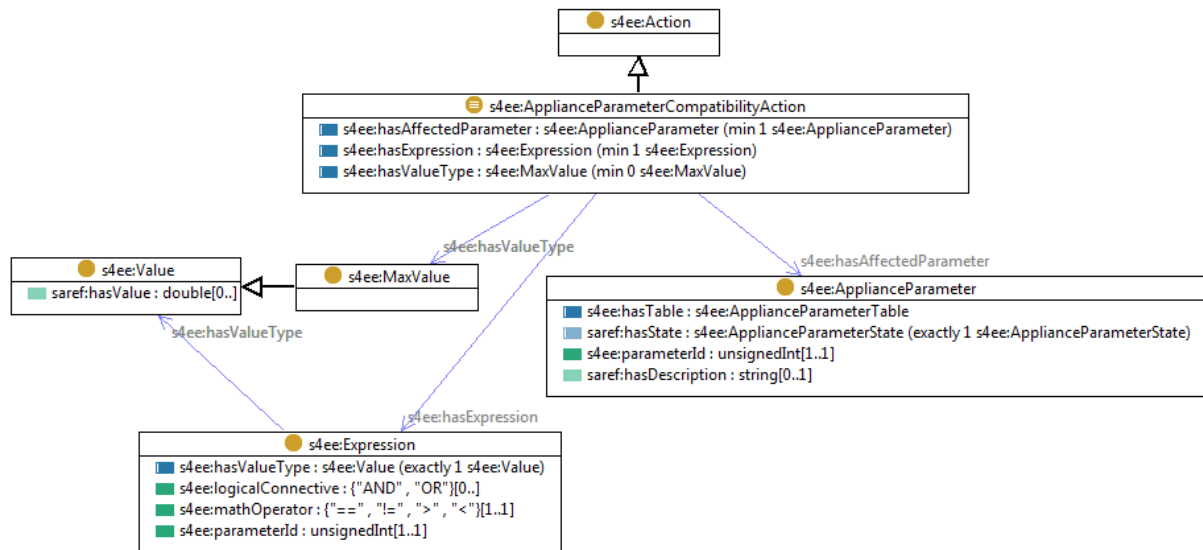 s4ee:Action
s4ee:ApplianceParameterCompatibilityAction
s4ee:hasAffectedParameter : s4ee:ApplianceParameter (min 1 s4ee:ApplianceParameter)
s4ee:hasExpression : s4ee:Expression (min 1 s4ee:Expression)
s4ee:hasValueType : s4ee:MaxValue (min 0 s4ee:MaxValue)
s4ee:hasValueType
s4ee:hasAffectedParameter
s4ee:Value
saref:hasValue : double[0..]
s4ee:MaxValue
s4ee:ApplianceParameter
s4ee:hasTable : s4ee:ApplianceParameterTable
saref:hasState : s4ee:ApplianceParameterState (exactly 1 s4ee:ApplianceParameterState)
s4ee:parameterId : unsignedInt[1..1]
saref:hasDescription : string[0..1]
s4ee:hasValueType
s4ee:hasExpression
s4ee:Expression
s4ee:hasValueType : s4ee:Value (exactly 1 s4ee:Value)
s4ee:logicalConnective : {"AND" , "OR"}[0..]
s4ee:mathOperator : {"==" , "!=" , ">" , "<"}[1..1]
s4ee:parameterId : unsignedInt[1..1]